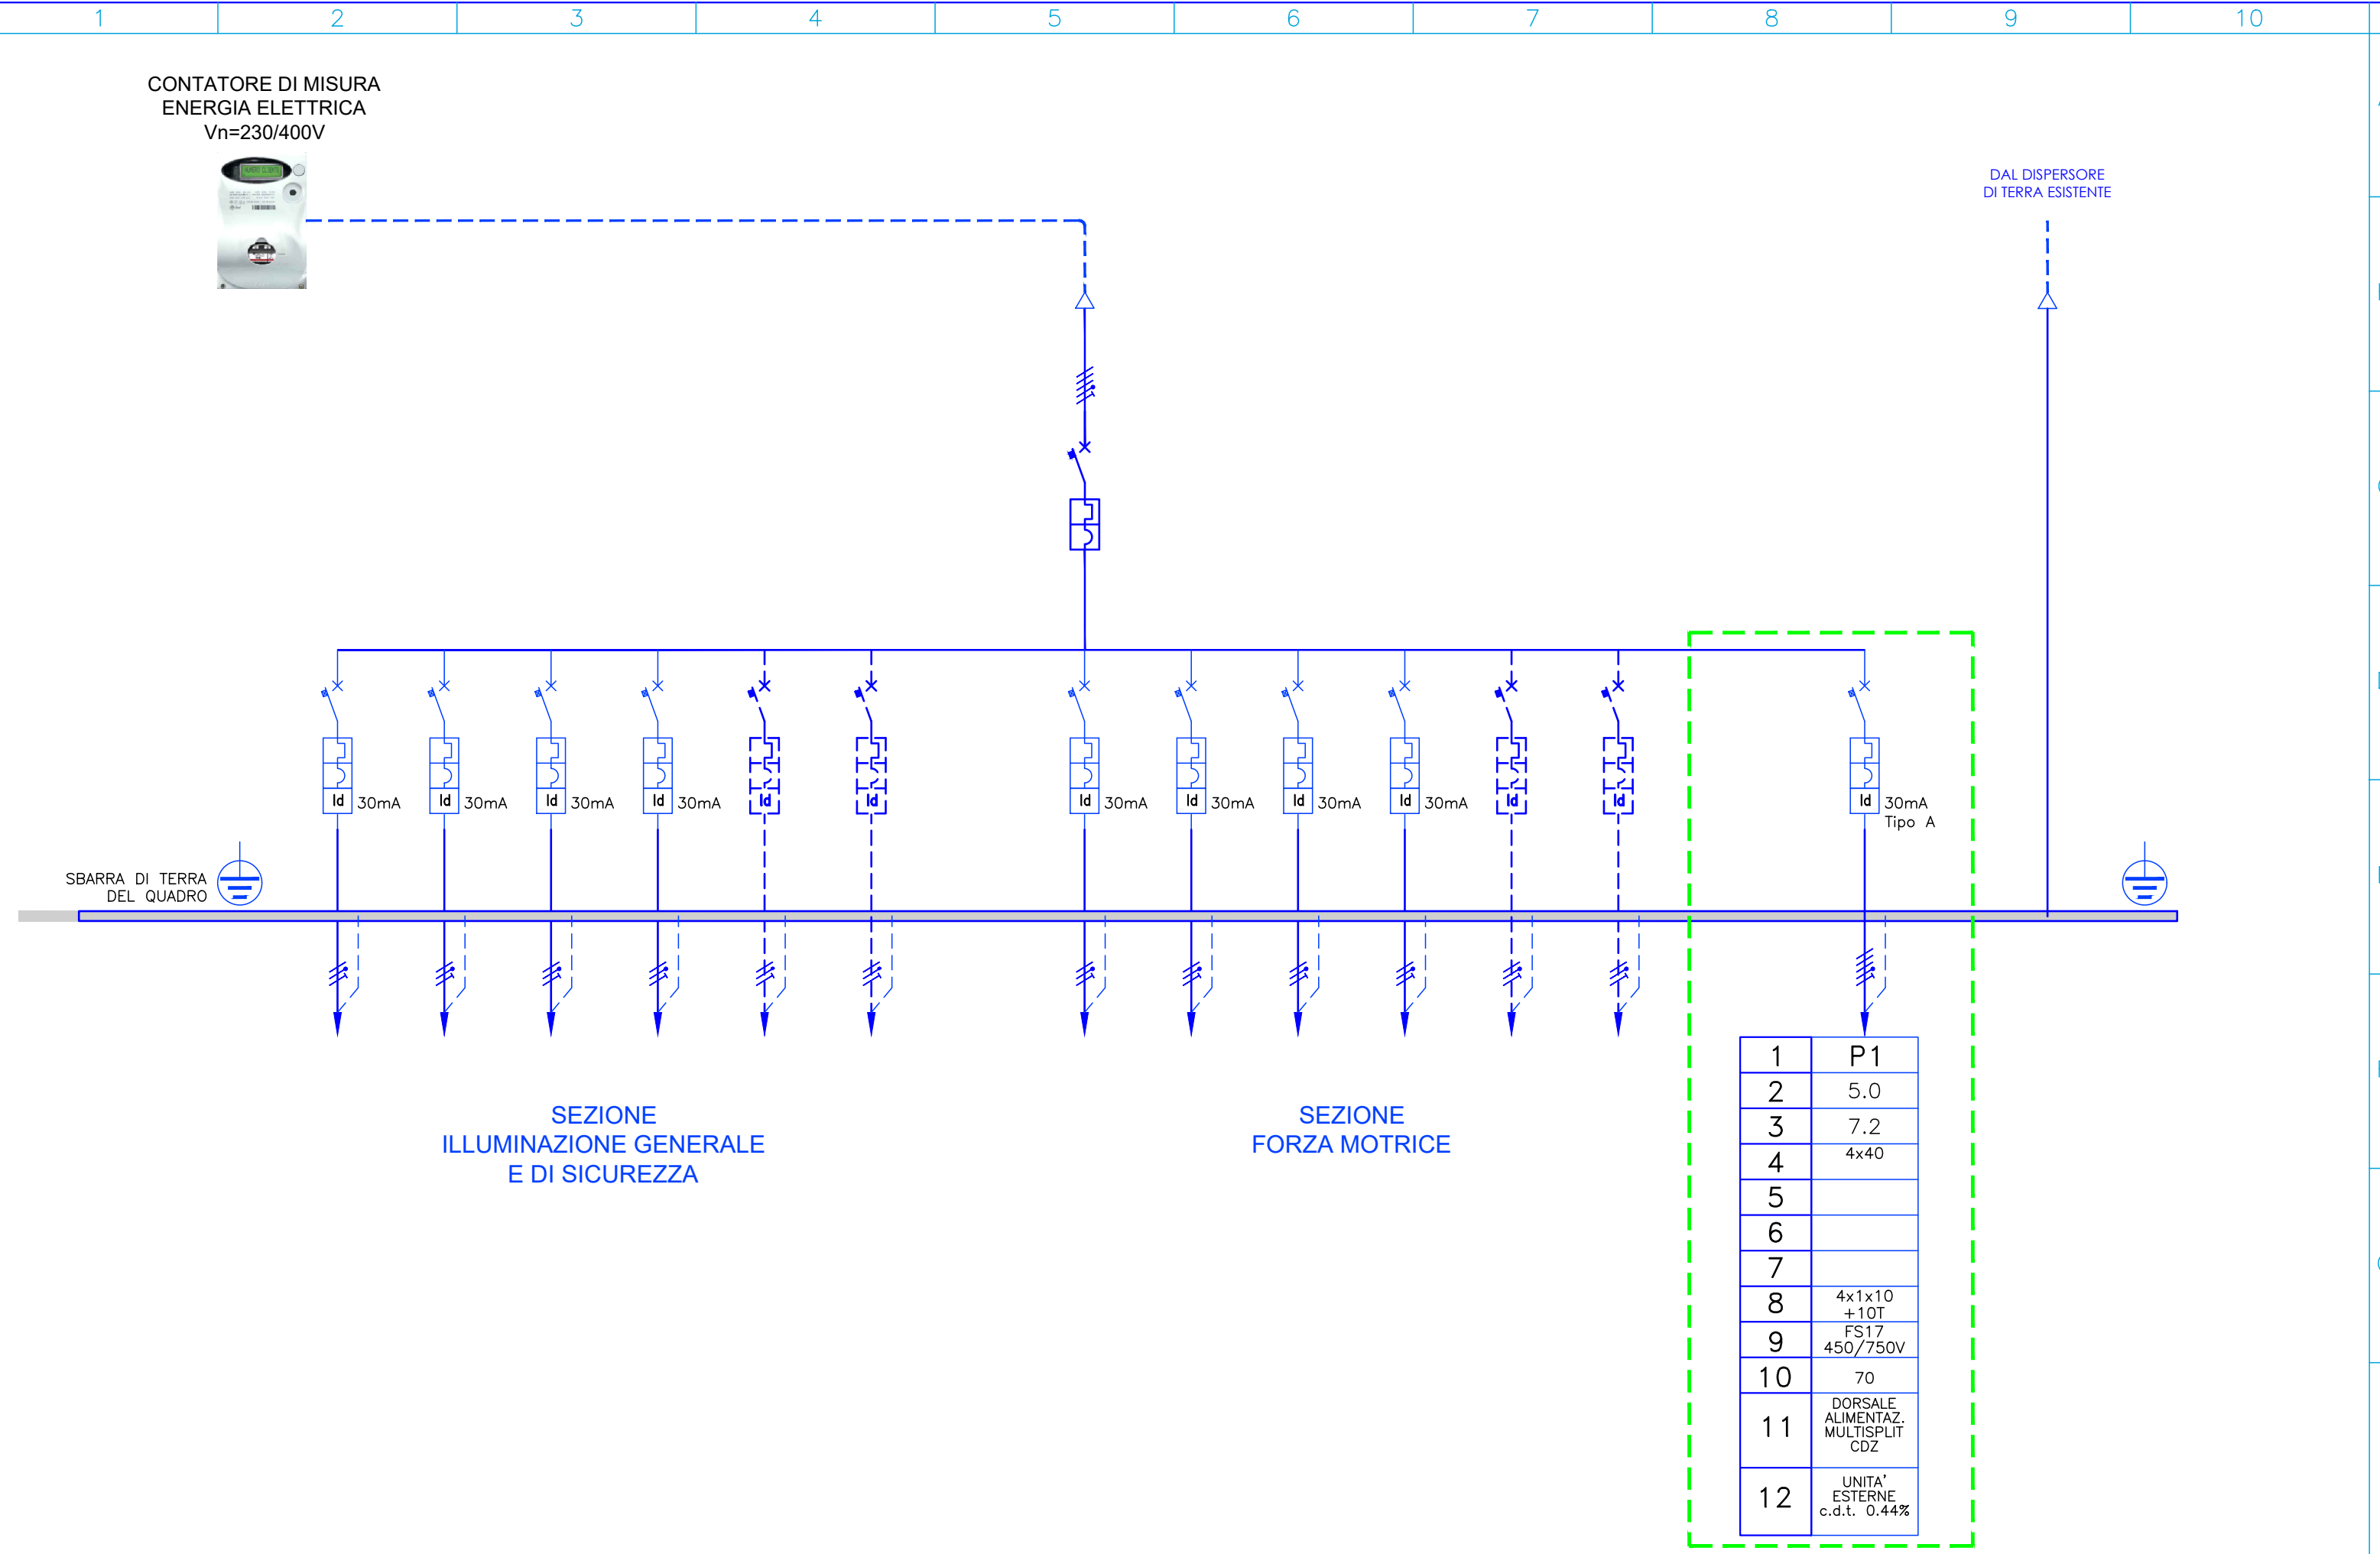 1 2 3 4 5 6 7 8 9 10
CONTATORE DI MISURA
ENERGIA ELETTRICA
Vn=230/400V
DAL DISPERSORE
DI TERRA ESISTENTE
Id 30mA Id 30mA Id 30mA Id 30mA Id Id Id 30mA Id 30mA Id 30mA Id 30mA Id Id Id 30mA
Tipo A
SBARRA DI TERRA
DEL QUADRO
SEZIONE
ILLUMINAZIONE GENERALE
E DI SICUREZZA
SEZIONE
FORZA MOTRICE
1 P1
2 5.0
3 7.2
4 4x40
5
6
7
8 4x1x10
+10T
9 FS17
450/750V
10 70
11 DORSALE
ALIMENTAZ.
MULTISPLIT
CDZ
12 UNITA'
ESTERNE
c.d.t. 0.44%